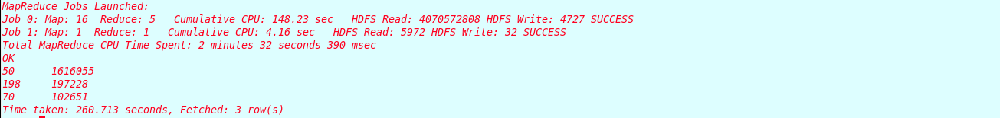 MapReduce Jobs Launched:
Job 0: Map: 16  Reduce: 5   Cumulative CPU: 148.23 sec   HDFS Read: 4070572808 HDFS Write: 4727 SUCCESS
Job 1: Map: 1  Reduce: 1   Cumulative CPU: 4.16 sec   HDFS Read: 5972 HDFS Write: 32 SUCCESS
Total MapReduce CPU Time Spent: 2 minutes 32 seconds 390 msec
OK
50      1616055
198     197228
70      102651
Time taken: 260.713 seconds, Fetched: 3 row(s)